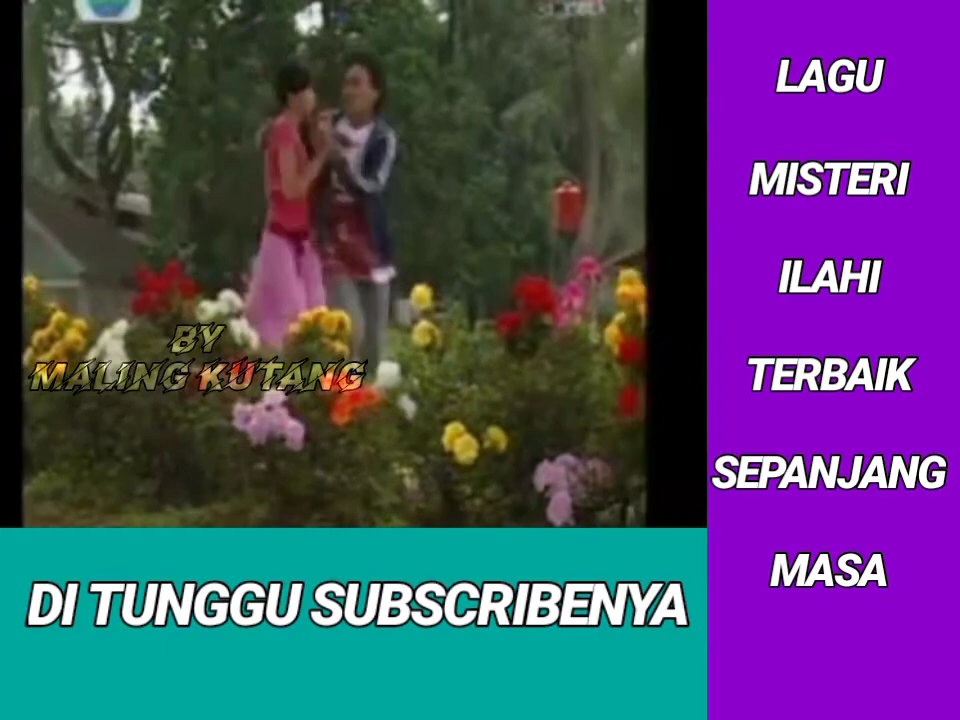 BY
MALING KUTANG
DI TUNGGU SUBSCRIBENYA
LAGU
MISTERI
ILAHI
TERBAIK
SEPANJANG
MASA